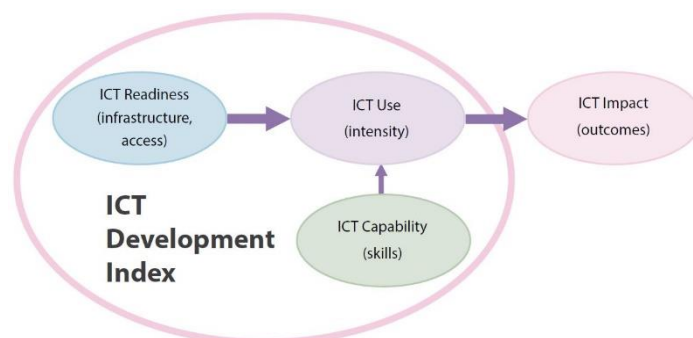 ICT Readiness
(infrastructure,
access)
ICT Use
(intensity)
ICT Impact
(outcomes)
ICT Capability
(skills)
ICT
Development
Index